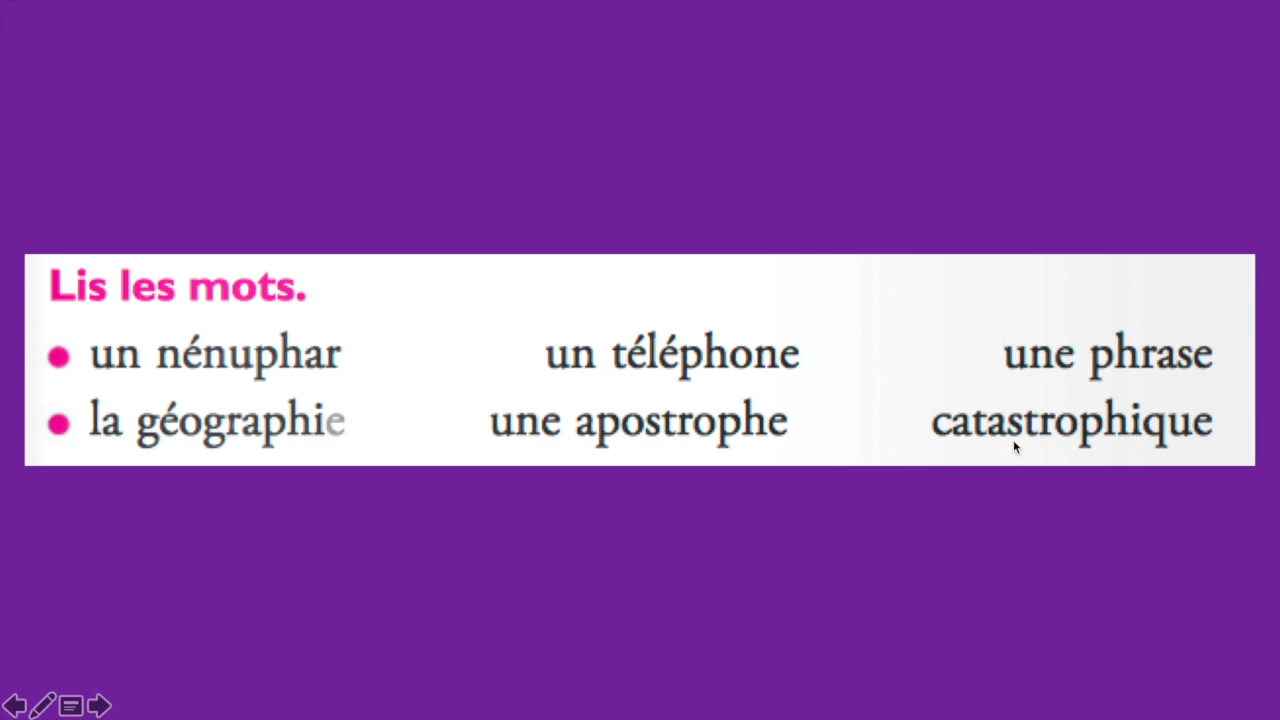 Lis les mots.
• un nénuphar un téléphone une phrase
• la géographie une apostrophe catastrophique